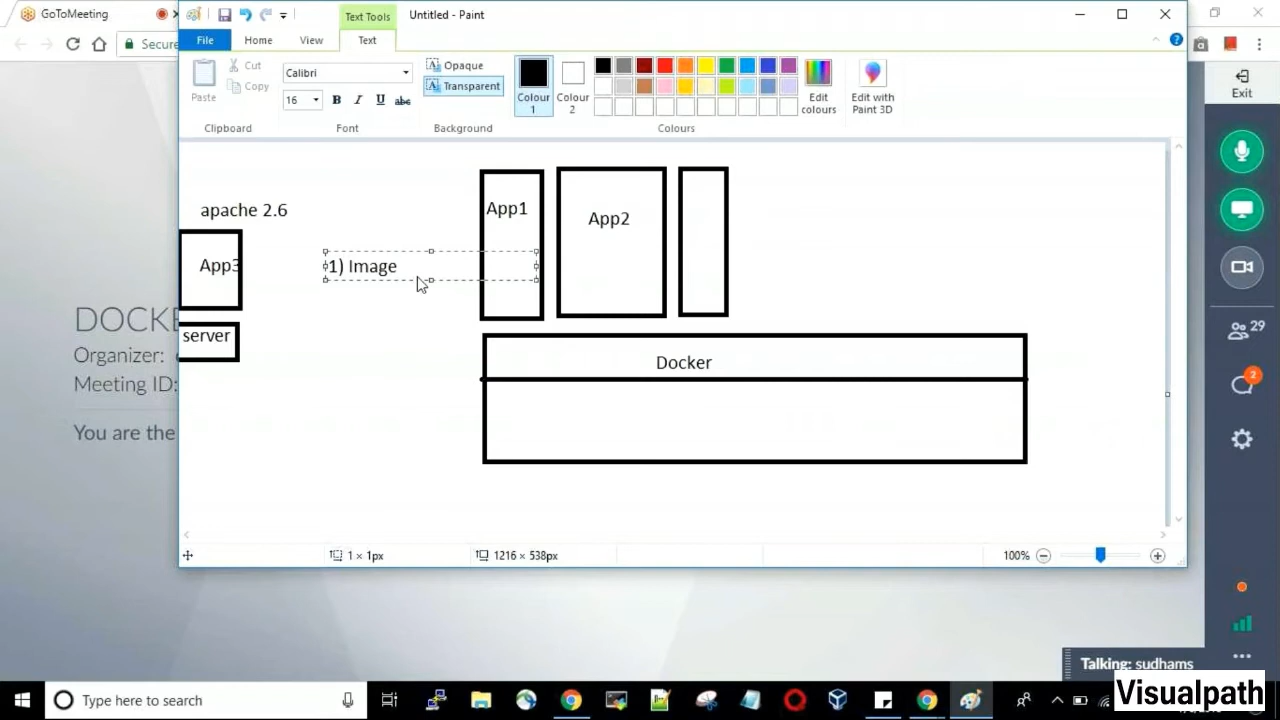 GoToMeeting
Secure
Text Tools
Untitled - Paint
File
Home
View
Text
Paste
Cut
Copy
Clipboard
Calibri
16
B I U abc
Font
Opaque
Transparent
Background
Colour
1
Colour
2
Edit
colours
Edit with
Paint 3D
Colours
Exit
apache 2.6
App1
App2
1) Image
App3
server
Docker
DOCKE
Organizer:
Meeting ID:
You are the
29
2
1 × 1px
1216 × 538px
100%
Talking: sudhams
Type here to search
Visualpath